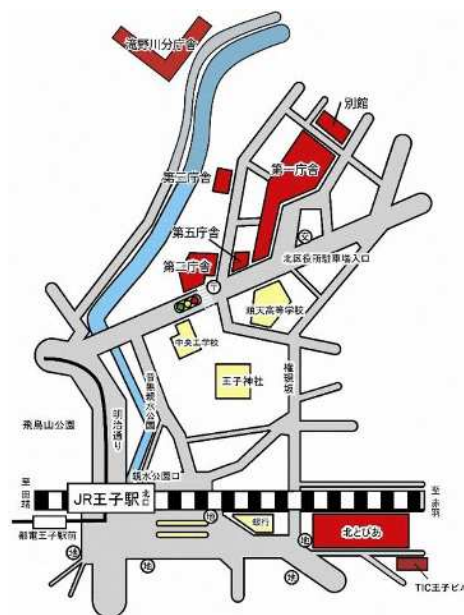 滝野川分庁舎
別館
第一庁舎
第三庁舎
第五庁舎
第二庁舎
文
北区役所駐車場入口
〒
順天高等学校
中央工学校
王子神社
権現坂
音無親水公園
明治通り
飛鳥山公園
親水公園口
至田端
JR王子駅
北口
至赤羽
都電王子駅前
地
銀行
地
北とぴあ
地
地
TIC王子ビル